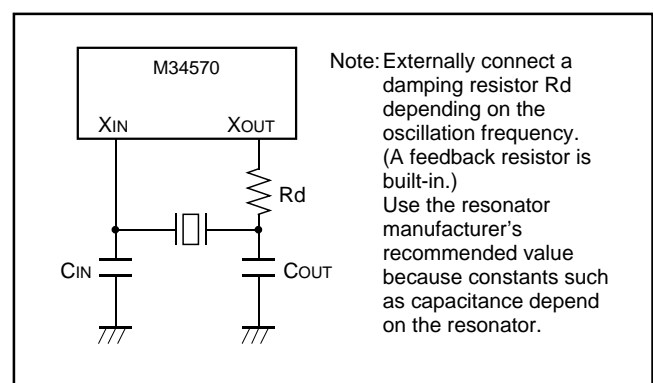 M34570
XIN
XOUT
Rd
CIN
COUT
Note: Externally connect a
damping resistor Rd
depending on the
oscillation frequency.
(A feedback resistor is
built-in.)
Use the resonator
manufacturer's
recommended value
because constants such
as capacitance depend
on the resonator.